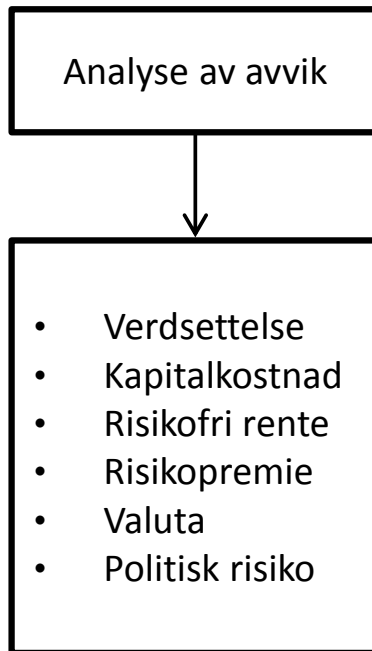 Analyse av avvik
• Verdsettelse
• Kapitalkostnad
• Risikofri rente
• Risikopremie
• Valuta
• Politisk risiko